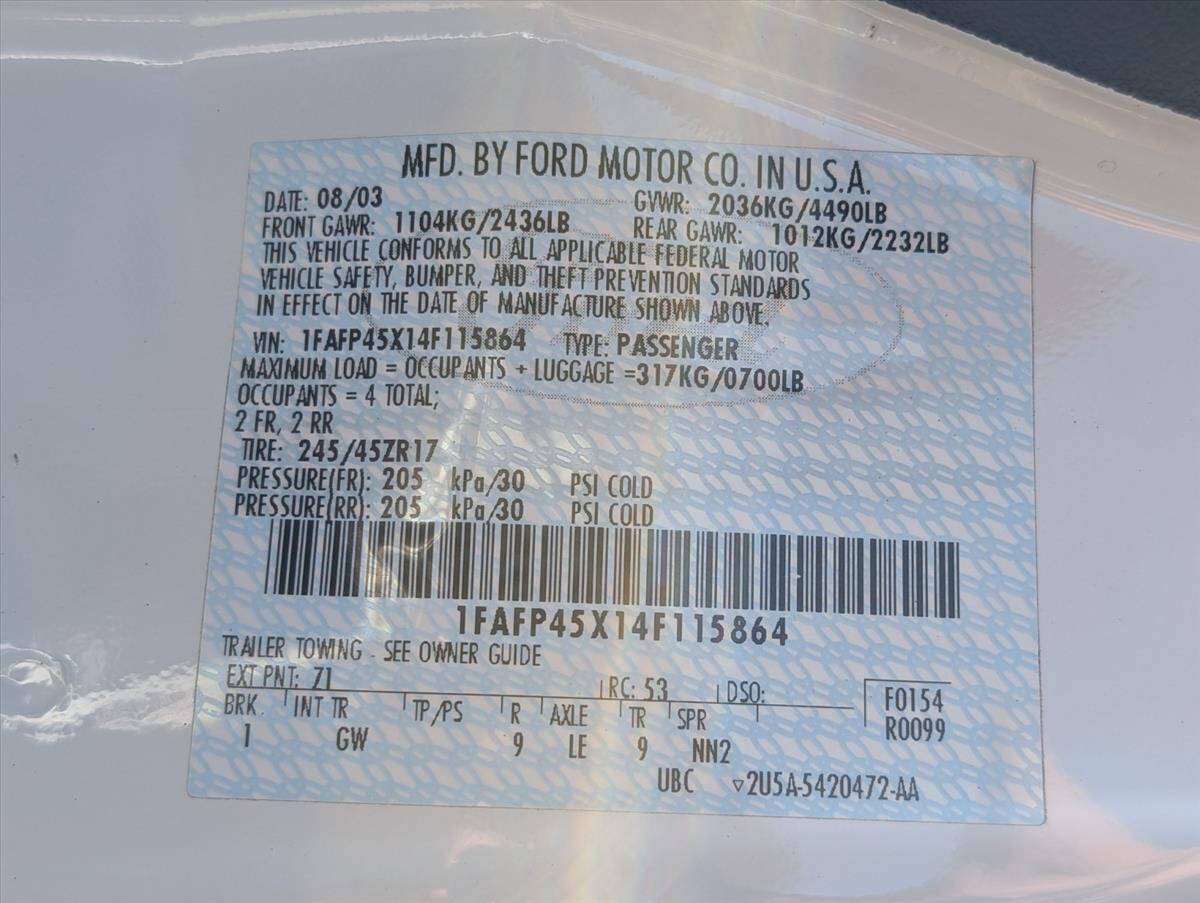 MFD. BY FORD MOTOR CO. IN U.S.A.
DATE: 08/03 GVWR: 2036KG/4490LB
FRONT GAWR: 1104KG/2436LB REAR GAWR: 1012KG/2232LB
THIS VEHICLE CONFORMS TO ALL APPLICABLE FEDERAL MOTOR
VEHICLE SAFETY, BUMPER, AND THEFT PREVENTION STANDARDS
IN EFFECT ON THE DATE OF MANUFACTURE SHOWN ABOVE.
VIN: 1FAFP45X14F115864 TYPE: PASSENGER
MAXIMUM LOAD = OCCUPANTS + LUGGAGE =317KG/0700LB
OCCUPANTS = 4 TOTAL;
2 FR, 2 RR
TIRE: 245/45ZR17
PRESSURE(FR): 205 kPa/30 PSI COLD
PRESSURE(RR): 205 kPa/30 PSI COLD
1FAFP45X14F115864
TRAILER TOWING - SEE OWNER GUIDE
EXT PNT: 71 RC: 53 DSO: F0154
BRK INT TR TP/PS R AXLE TR SPR R0099
1 GW 9 LE 9 NN2
UBC ▽2U5A-5420472-AA